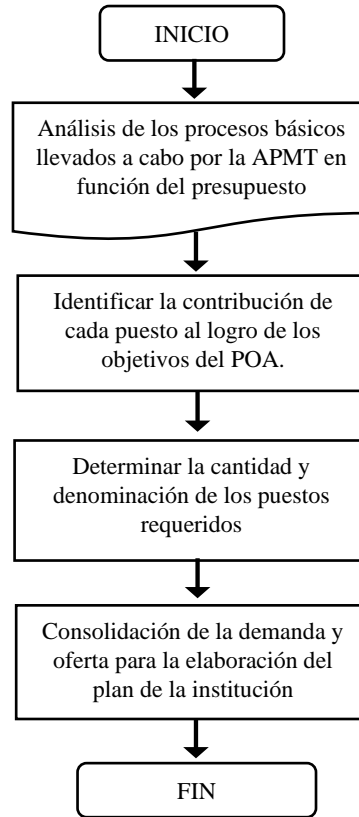 INICIO
Análisis de los procesos básicos
llevados a cabo por la APMT en
función del presupuesto
Identificar la contribución de
cada puesto al logro de los
objetivos del POA.
Determinar la cantidad y
denominación de los puestos
requeridos
Consolidación de la demanda y
oferta para la elaboración del
plan de la institución
FIN